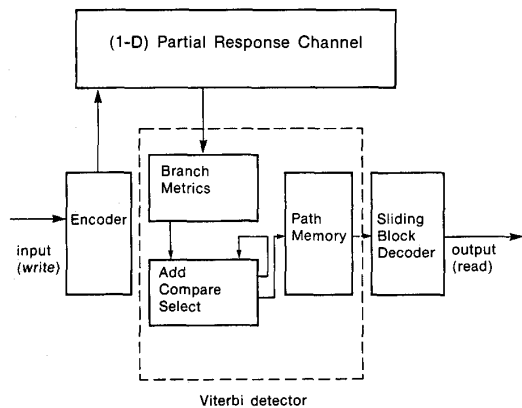 (1-D) Partial Response Channel
Branch
Metrics
Encoder
Path
Memory
Sliding
Block
Decoder
input
(write)
output
(read)
Add
Compare
Select
Viterbi detector